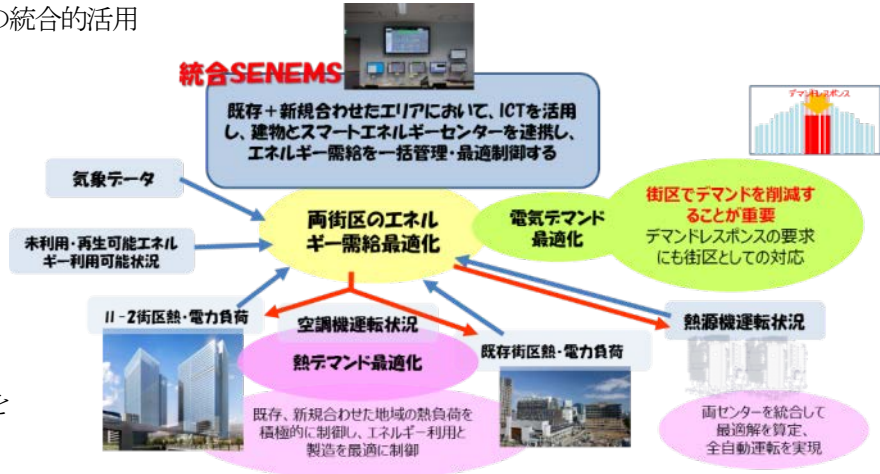 の統合的活用
統合SENEMS
既存+新規合わせたエリアにおいて、ICTを活用
し、建物とスマートエネルギーセンターを連携し、
エネルギー需給を一括管理・最適制御する
デマンドレスポンス
気象データ
両街区のエネル
ギー需給最適化
電気デマンド
最適化
街区でデマンドを削減す
ることが重要
デマンドレスポンスの要求
にも街区としての対応
未利用・再生可能エネル
ギー利用可能状況
II-2街区熱・電力負荷
空調機運転状況
熱デマンド最適化
既存街区熱・電力負荷
熱源機運転状況
既存、新規合わせた地域の熱負荷を
積極的に制御し、エネルギー利用と
製造を最適に制御
両センターを統合して
最適解を算定、
全自動運転を実現
を